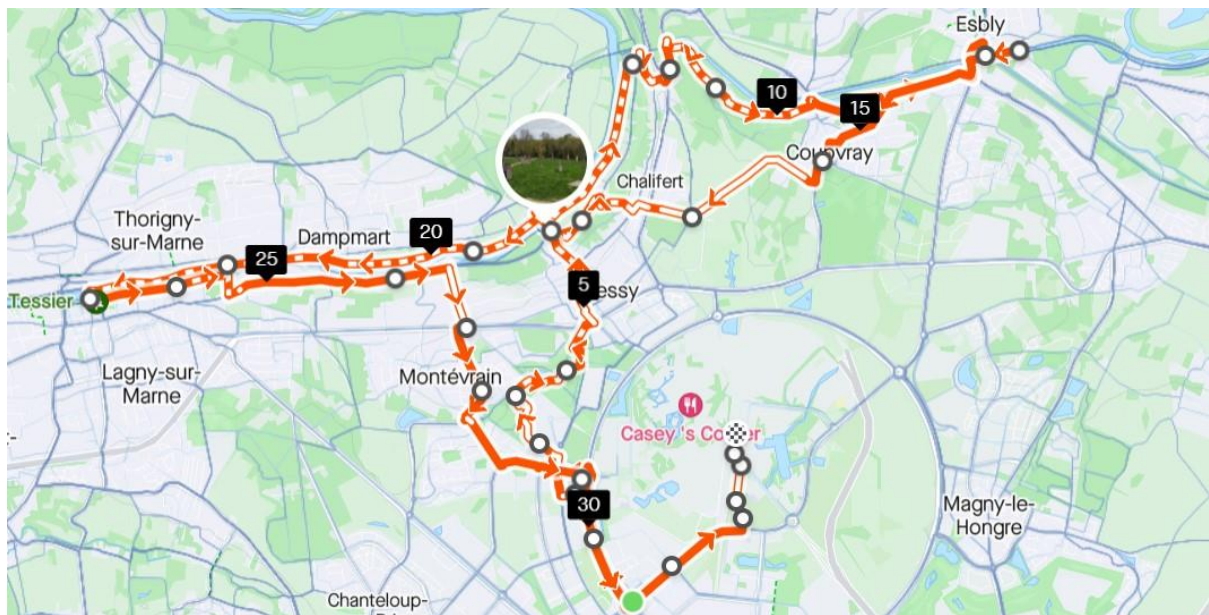 Esbly
10
15
Coupvray
Chalifert
Thorigny-
sur-Marne
Dampmart
20
25
5
Tessier
Lagny-sur-
Marne
Montévrain
Casey 's
30
Magny-le-
Hongre
Chanteloup-